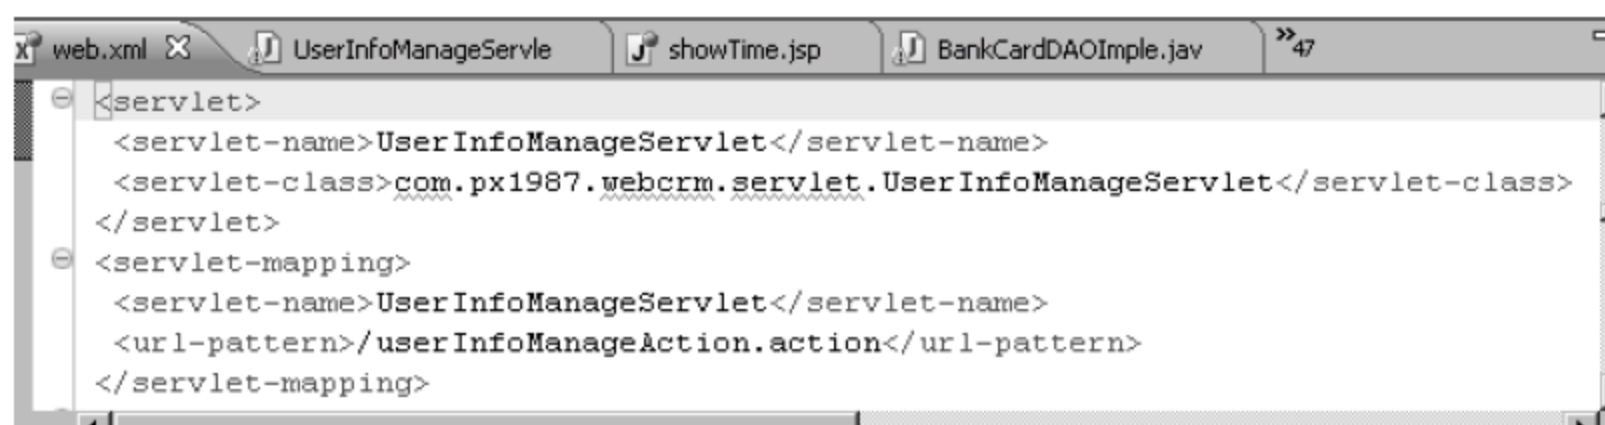 web.xml UserInfoManageServle showTime.jsp BankCardDAOImple.jav »47
<servlet>
<servlet-name>UserInfoManageServlet</servlet-name>
<servlet-class>com.px1987.webcrm.servlet.UserInfoManageServlet</servlet-class>
</servlet>
<servlet-mapping>
<servlet-name>UserInfoManageServlet</servlet-name>
<url-pattern>/userInfoManageAction.action</url-pattern>
</servlet-mapping>